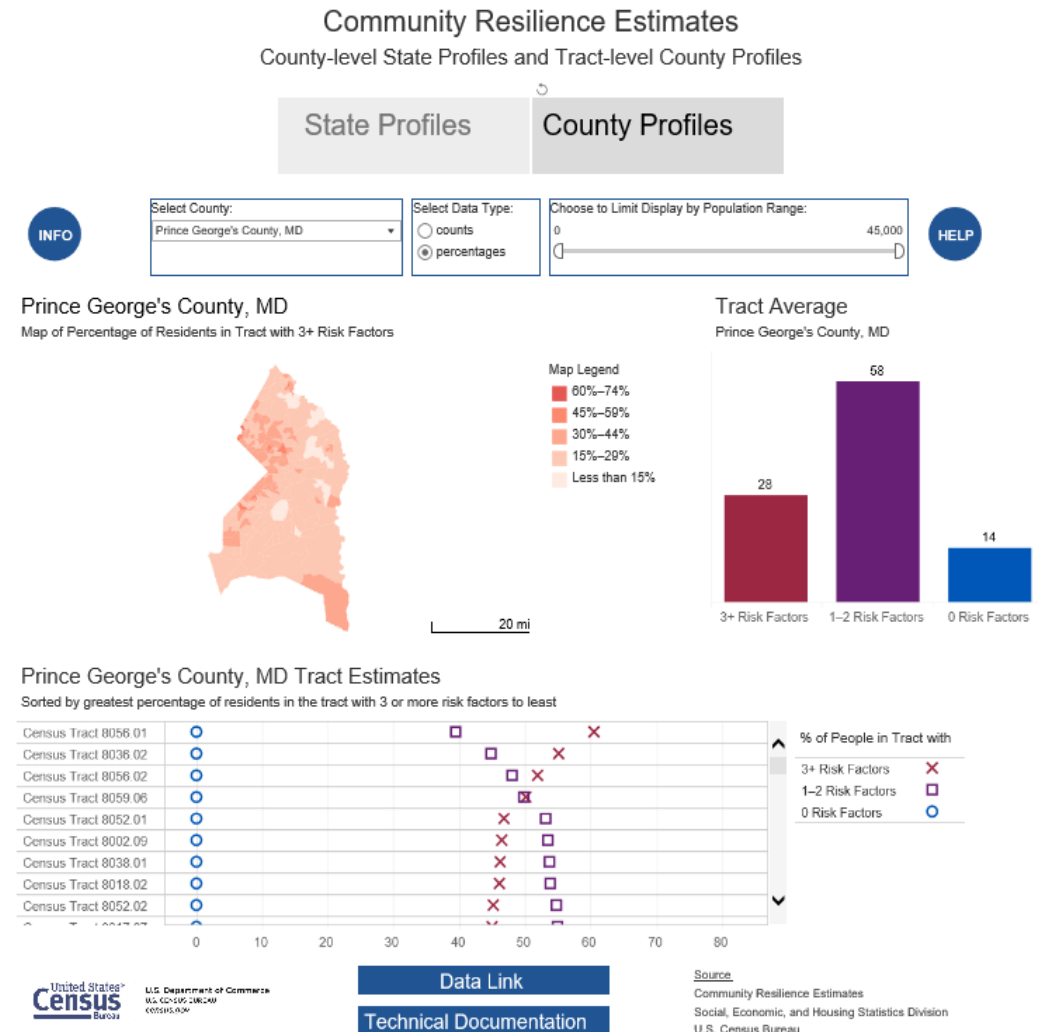 Community Resilience Estimates
County-level State Profiles and Tract-level County Profiles
State Profiles
County Profiles
INFO
Select County:
Prince George's County, MD
Select Data Type:
counts
percentages
Choose to Limit Display by Population Range:
0
45,000
HELP
Prince George's County, MD
Map of Percentage of Residents in Tract with 3+ Risk Factors
Map Legend
60%–74%
45%–59%
30%–44%
15%–29%
Less than 15%
20 mi
Tract Average
Prince George's County, MD
28
58
14
3+ Risk Factors
1–2 Risk Factors
0 Risk Factors
Prince George's County, MD Tract Estimates
Sorted by greatest percentage of residents in the tract with 3 or more risk factors to least
Census Tract 8056.01
Census Tract 8036.02
Census Tract 8056.02
Census Tract 8059.06
Census Tract 8052.01
Census Tract 8002.09
Census Tract 8038.01
Census Tract 8018.02
Census Tract 8052.02
0 10 20 30 40 50 60 70 80
% of People in Tract with
3+ Risk Factors
1–2 Risk Factors
0 Risk Factors
United States®
Census
Bureau
U.S. Department of Commerce
U.S. CENSUS BUREAU
census.gov
Data Link
Technical Documentation
Source
Community Resilience Estimates
Social, Economic, and Housing Statistics Division
U.S. Census Bureau